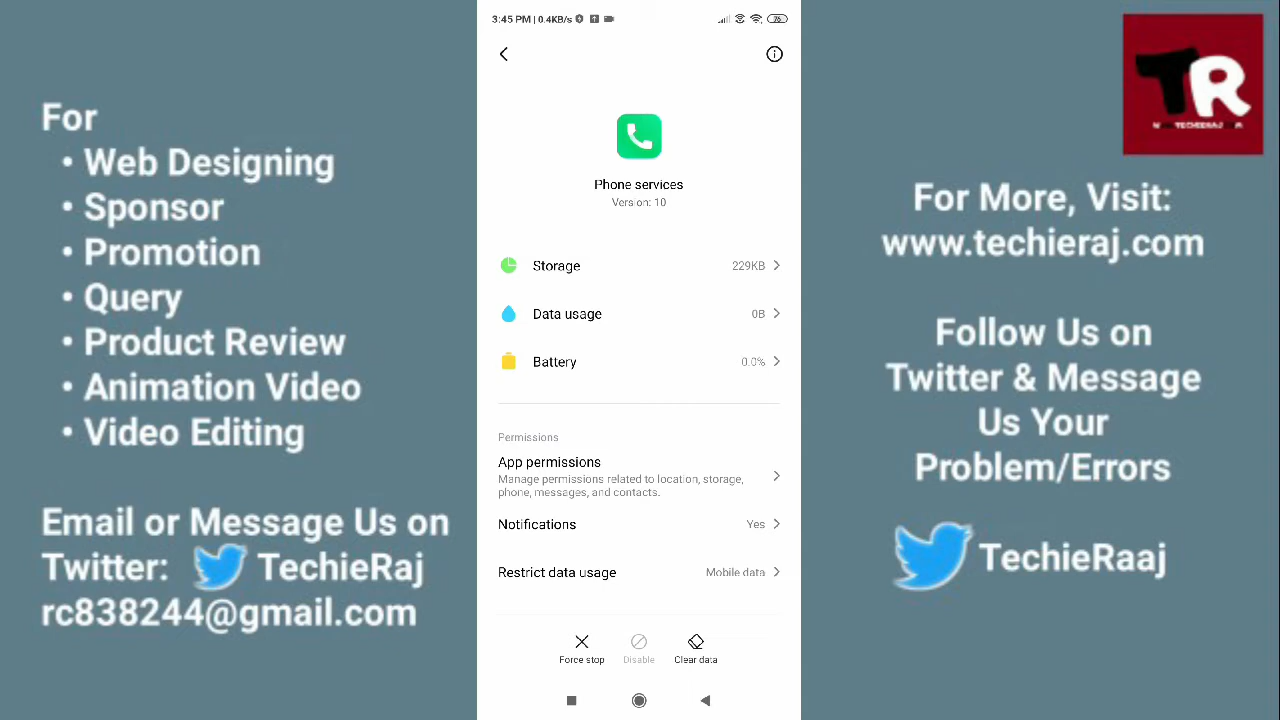 For
• Web Designing
• Sponsor
• Promotion
• Query
• Product Review
• Animation Video
• Video Editing
Email or Message Us on
Twitter: TechieRaj
rc838244@gmail.com
3:45 PM | 0.4KB/s
76
Phone services
Version: 10
Storage 229KB
Data usage 0B
Battery 0.0%
Permissions
App permissions
Manage permissions related to location, storage,
phone, messages, and contacts.
Notifications Yes
Restrict data usage Mobile data
Force stop Disable Clear data
TR
For More, Visit:
www.techieraj.com
Follow Us on
Twitter & Message
Us Your
Problem/Errors
TechieRaaj